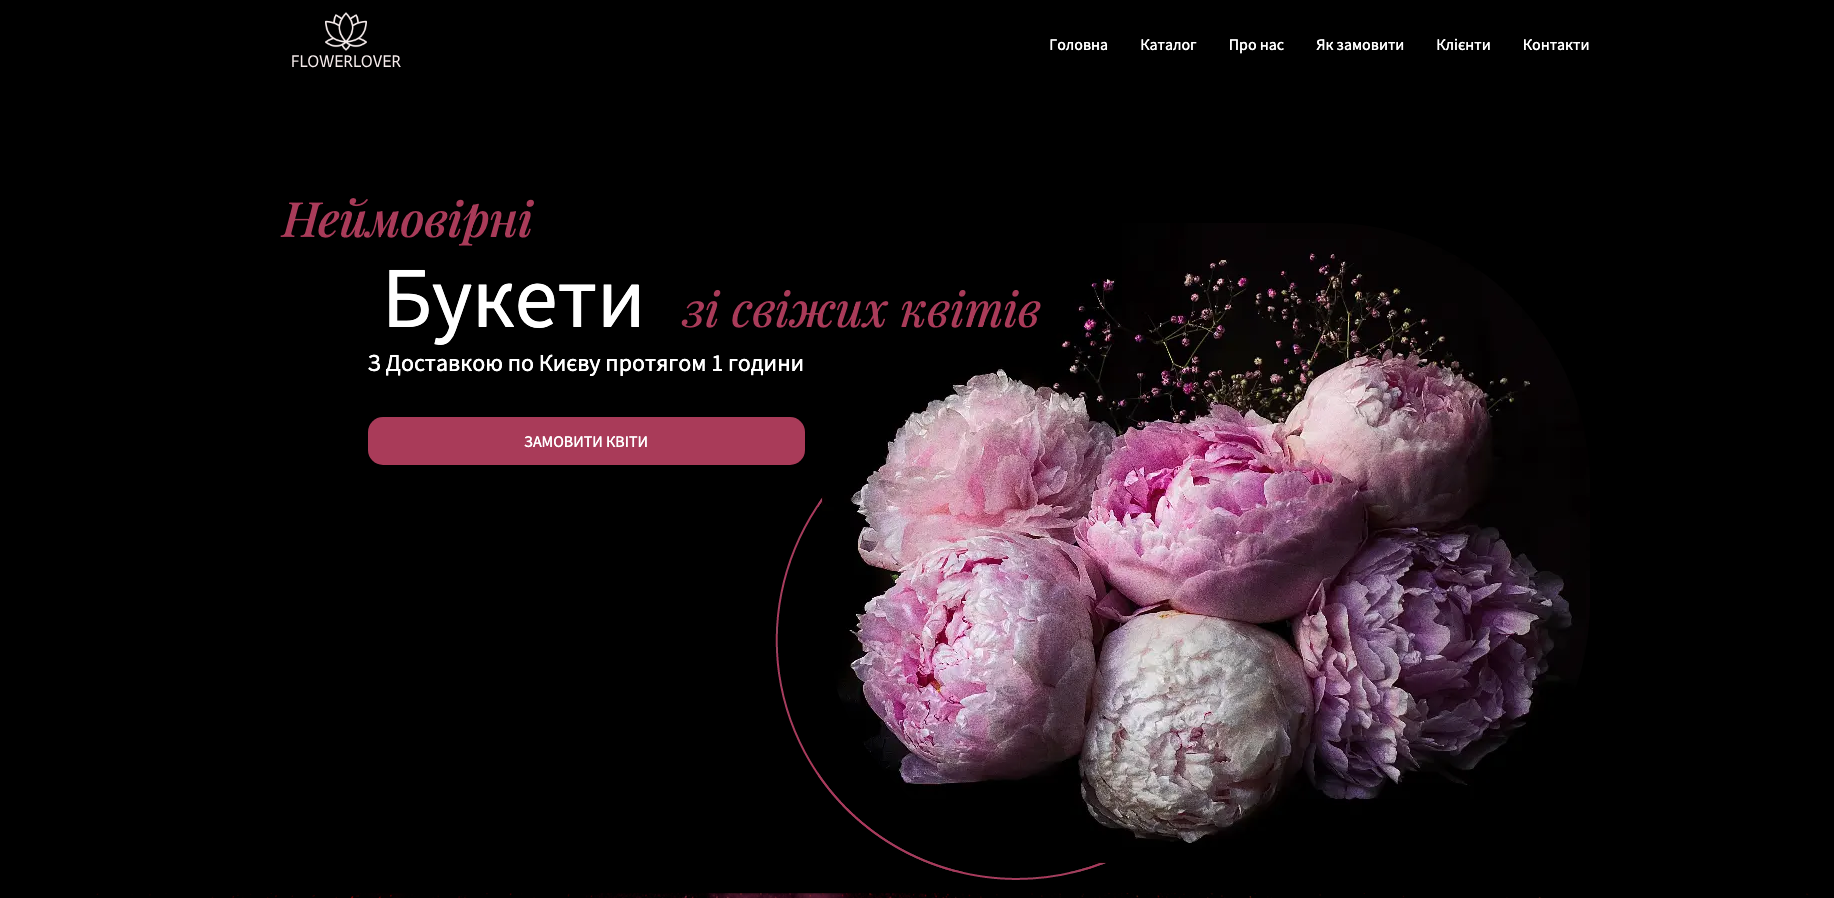 FLOWERLOVER
Головна Каталог Про нас Як замовити Клієнти Контакти
Неймовірні
Букети зі свіжих квітів
З Доставкою по Києву протягом 1 години
ЗАМОВИТИ КВІТИ